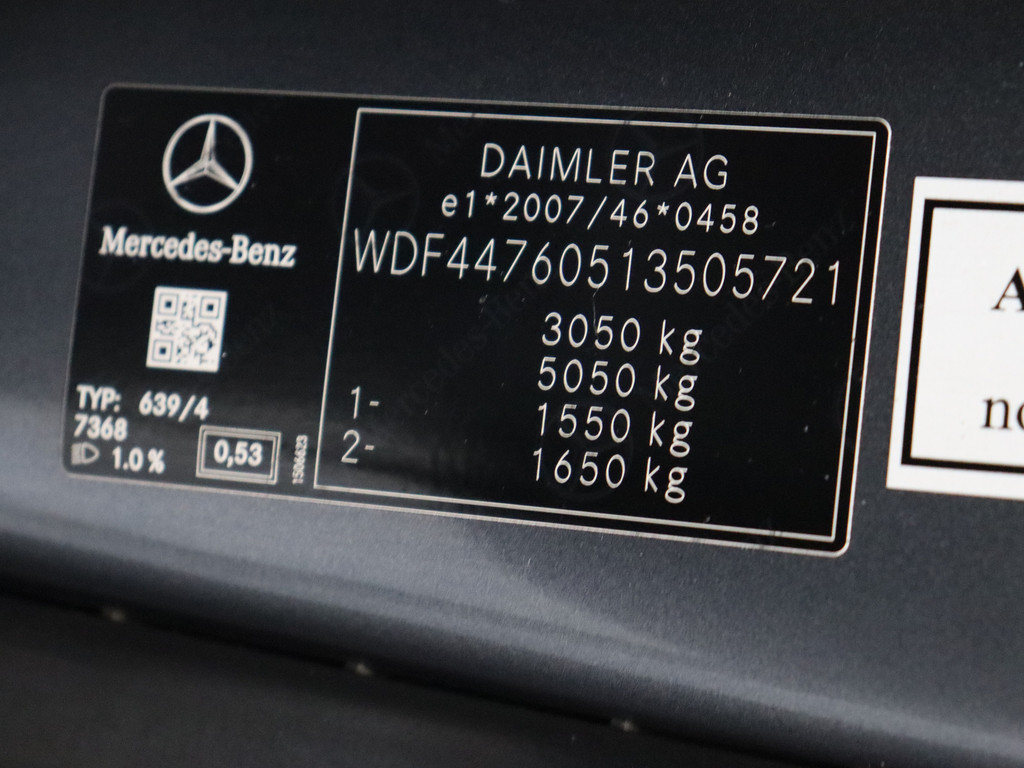 Mercedes-Benz
TYP: 639/4
7368
1.0 %
0,53
1506623
DAIMLER AG
e1*2007/46*0458
WDF44760513505721
3050 kg
5050 kg
1- 1550 kg
2- 1650 kg